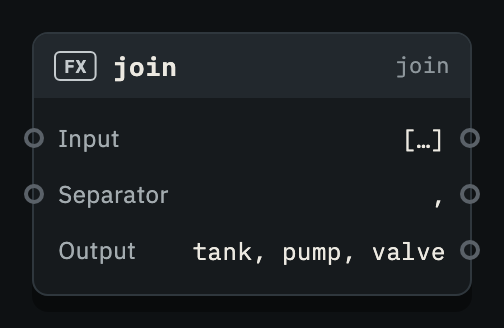 FX join join
Input […]
Separator ,
Output tank, pump, valve